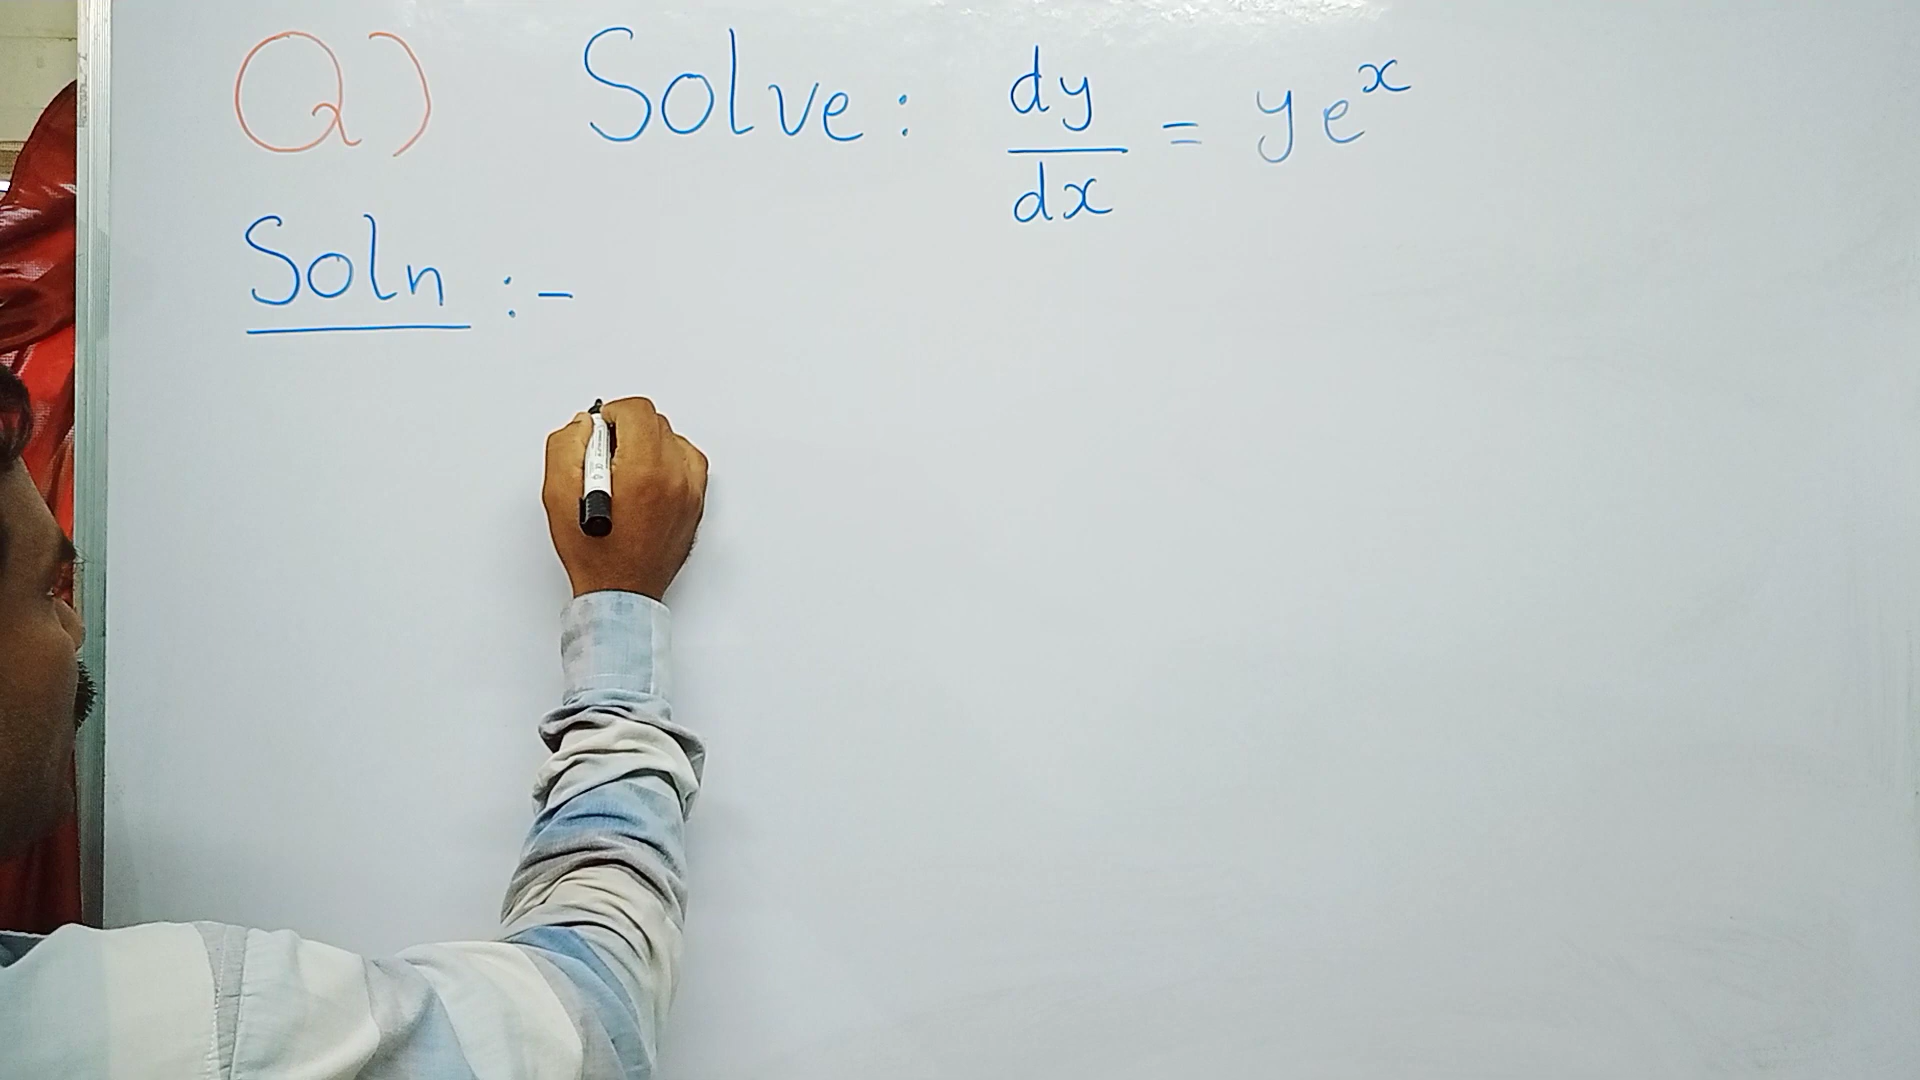 Q) Solve : dy/dx = ye^x
Soln :-